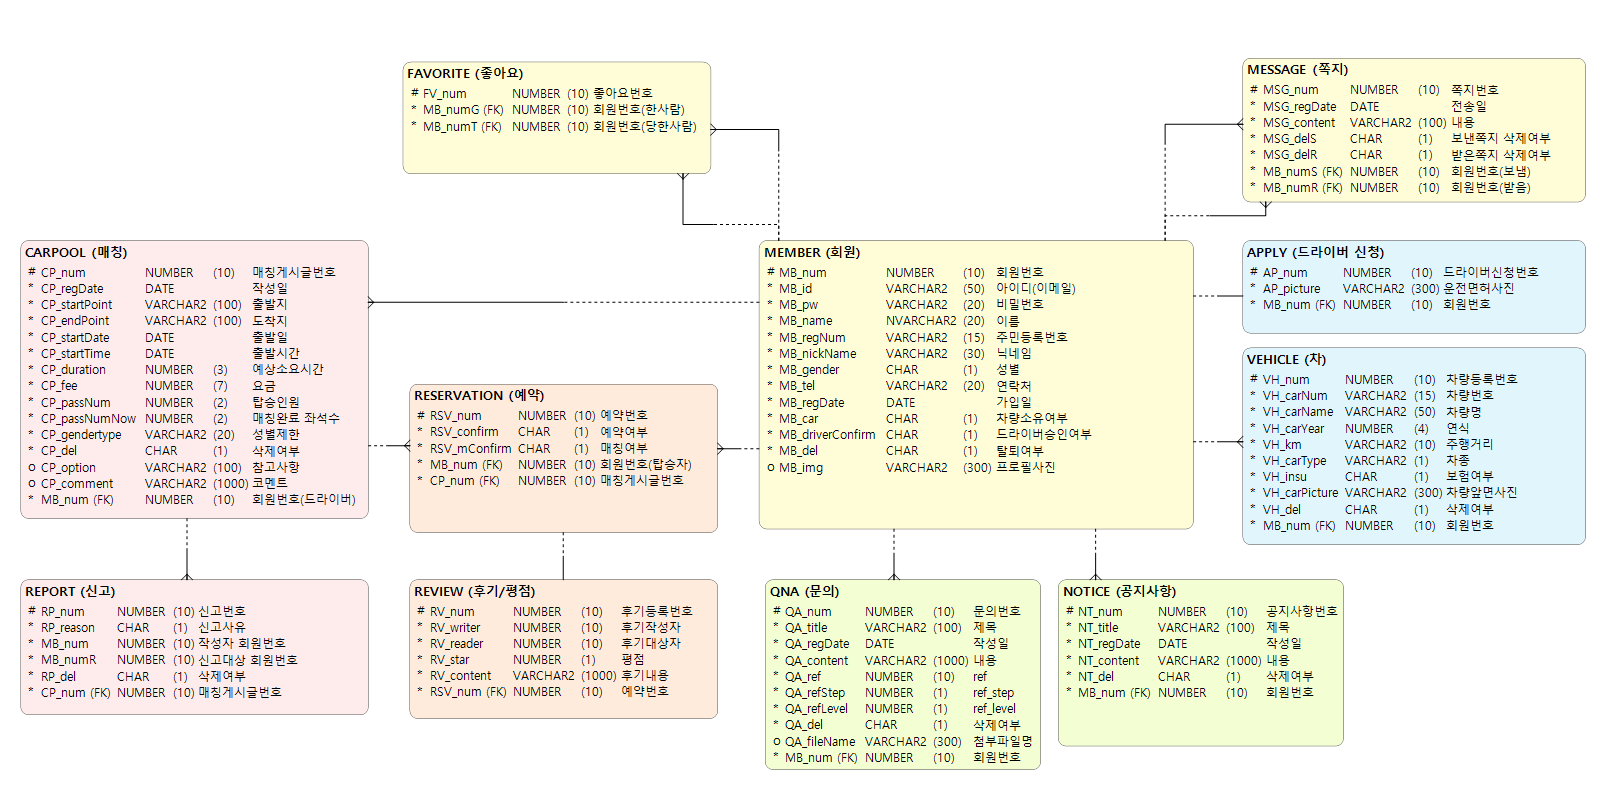 FAVORITE (좋아요)
# FV_num NUMBER (10) 좋아요번호
* MB_numG (FK) NUMBER (10) 회원번호(한사람)
* MB_numT (FK) NUMBER (10) 회원번호(당한사람)
MESSAGE (쪽지)
# MSG_num NUMBER (10) 쪽지번호
* MSG_regDate DATE 전송일
* MSG_content VARCHAR2 (100) 내용
* MSG_delS CHAR (1) 보낸쪽지 삭제여부
* MSG_delR CHAR (1) 받은쪽지 삭제여부
* MB_numS (FK) NUMBER (10) 회원번호(보냄)
* MB_numR (FK) NUMBER (10) 회원번호(받음)
CARPOOL (매칭)
# CP_num NUMBER (10) 매칭게시글번호
* CP_regDate DATE 작성일
* CP_startPoint VARCHAR2 (100) 출발지
* CP_endPoint VARCHAR2 (100) 도착지
* CP_startDate DATE 출발일
* CP_startTime DATE 출발시간
* CP_duration NUMBER (3) 예상소요시간
* CP_fee NUMBER (7) 요금
* CP_passNum NUMBER (2) 탑승인원
* CP_passNumNow NUMBER (2) 매칭완료 좌석수
* CP_gendertype VARCHAR2 (20) 성별제한
* CP_del CHAR (1) 삭제여부
o CP_option VARCHAR2 (100) 참고사항
o CP_comment VARCHAR2 (1000) 코멘트
* MB_num (FK) NUMBER (10) 회원번호(드라이버)
RESERVATION (예약)
# RSV_num NUMBER (10) 예약번호
* RSV_confirm CHAR (1) 예약여부
* RSV_mConfirm CHAR (1) 매칭여부
* MB_num (FK) NUMBER (10) 회원번호(탑승자)
* CP_num (FK) NUMBER (10) 매칭게시글번호
MEMBER (회원)
# MB_num NUMBER (10) 회원번호
* MB_id VARCHAR2 (50) 아이디(이메일)
* MB_pw VARCHAR2 (20) 비밀번호
* MB_name NVARCHAR2 (20) 이름
* MB_regNum VARCHAR2 (15) 주민등록번호
* MB_nickName VARCHAR2 (30) 닉네임
* MB_gender CHAR (1) 성별
* MB_tel VARCHAR2 (20) 연락처
* MB_regDate DATE 가입일
* MB_car CHAR (1) 차량소유여부
* MB_driverConfirm CHAR (1) 드라이버승인여부
* MB_del CHAR (1) 탈퇴여부
o MB_img VARCHAR2 (300) 프로필사진
APPLY (드라이버 신청)
# AP_num NUMBER (10) 드라이버신청번호
* AP_picture VARCHAR2 (300) 운전면허사진
* MB_num (FK) NUMBER (10) 회원번호
VEHICLE (차)
# VH_num NUMBER (10) 차량등록번호
* VH_carNum VARCHAR2 (15) 차량번호
* VH_carName VARCHAR2 (50) 차량명
* VH_carYear NUMBER (4) 연식
* VH_km VARCHAR2 (10) 주행거리
* VH_carType VARCHAR2 (1) 차종
* VH_insu CHAR (1) 보험여부
* VH_carPicture VARCHAR2 (300) 차량앞면사진
* VH_del CHAR (1) 삭제여부
* MB_num (FK) NUMBER (10) 회원번호
REPORT (신고)
# RP_num NUMBER (10) 신고번호
* RP_reason CHAR (1) 신고사유
* MB_num NUMBER (10) 작성자 회원번호
* MB_numR NUMBER (10) 신고대상 회원번호
* RP_del CHAR (1) 삭제여부
* CP_num (FK) NUMBER (10) 매칭게시글번호
REVIEW (후기/평점)
# RV_num NUMBER (10) 후기등록번호
* RV_writer NUMBER (10) 후기작성자
* RV_reader NUMBER (10) 후기대상자
* RV_star NUMBER (1) 평점
* RV_content VARCHAR2 (1000) 후기내용
* RSV_num (FK) NUMBER (10) 예약번호
QNA (문의)
# QA_num NUMBER (10) 문의번호
* QA_title VARCHAR2 (100) 제목
* QA_regDate DATE 작성일
* QA_content VARCHAR2 (1000) 내용
* QA_ref NUMBER (10) ref
* QA_refStep NUMBER (1) ref_step
* QA_refLevel NUMBER (1) ref_level
* QA_del CHAR (1) 삭제여부
o QA_fileName VARCHAR2 (300) 첨부파일명
* MB_num (FK) NUMBER (10) 회원번호
NOTICE (공지사항)
# NT_num NUMBER (10) 공지사항번호
* NT_title VARCHAR2 (100) 제목
* NT_regDate DATE 작성일
* NT_content VARCHAR2 (1000) 내용
* NT_del CHAR (1) 삭제여부
* MB_num (FK) NUMBER (10) 회원번호